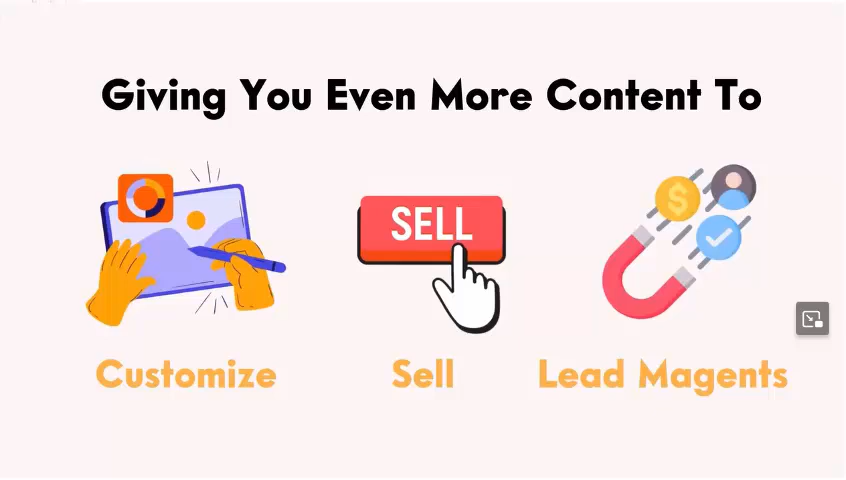 Giving You Even More Content To
SELL
$
Customize
Sell
Lead Magents